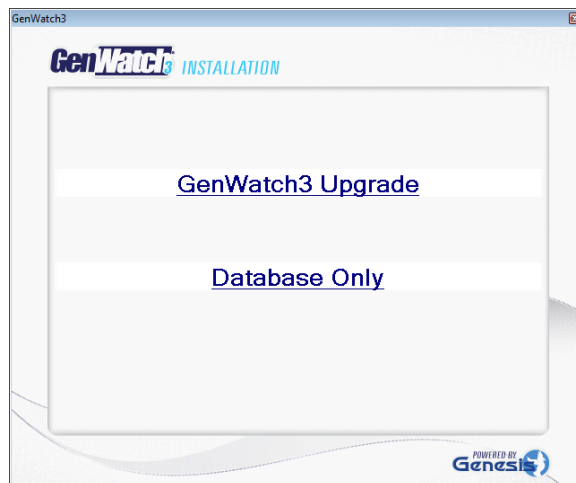 GenWatch3
GenWatch3 INSTALLATION
GenWatch3 Upgrade
Database Only
POWERED BY
Genesis